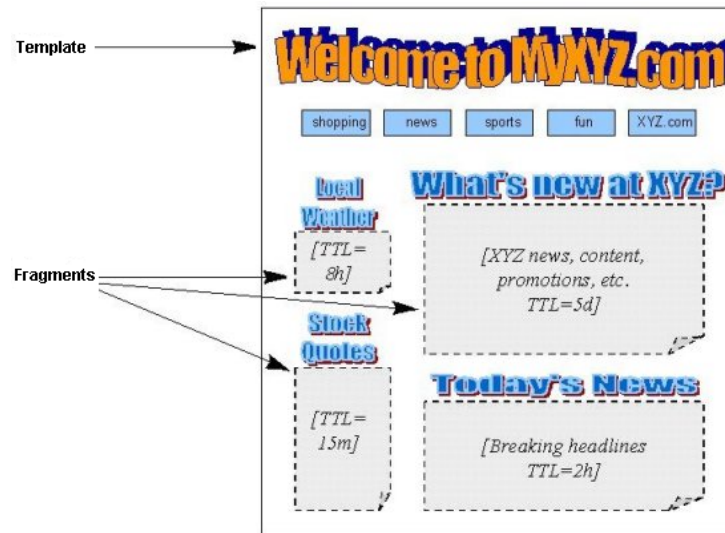 Template
Welcome to MyXYZ.com
shopping
news
sports
fun
XYZ.com
Local
Weather
[TTL=
8h]
What's new at XYZ?
[XYZ news, content,
promotions, etc.
TTL=5d]
Fragments
Stock
Quotes
[TTL=
15m]
Today's News
[Breaking headlines
TTL=2h]